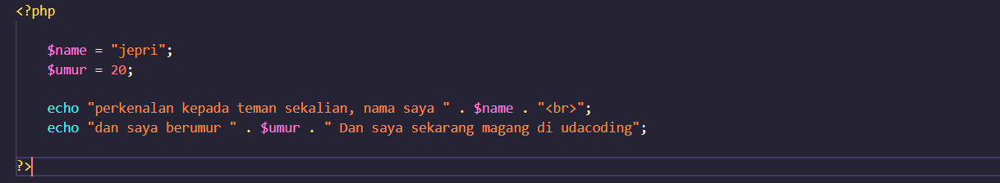 <?php
$name = "jepri";
$umur = 20;
echo "perkenalan kepada teman sekalian, nama saya " . $name . "<br>";
echo "dan saya berumur " . $umur . " Dan saya sekarang magang di udacoding";
?>